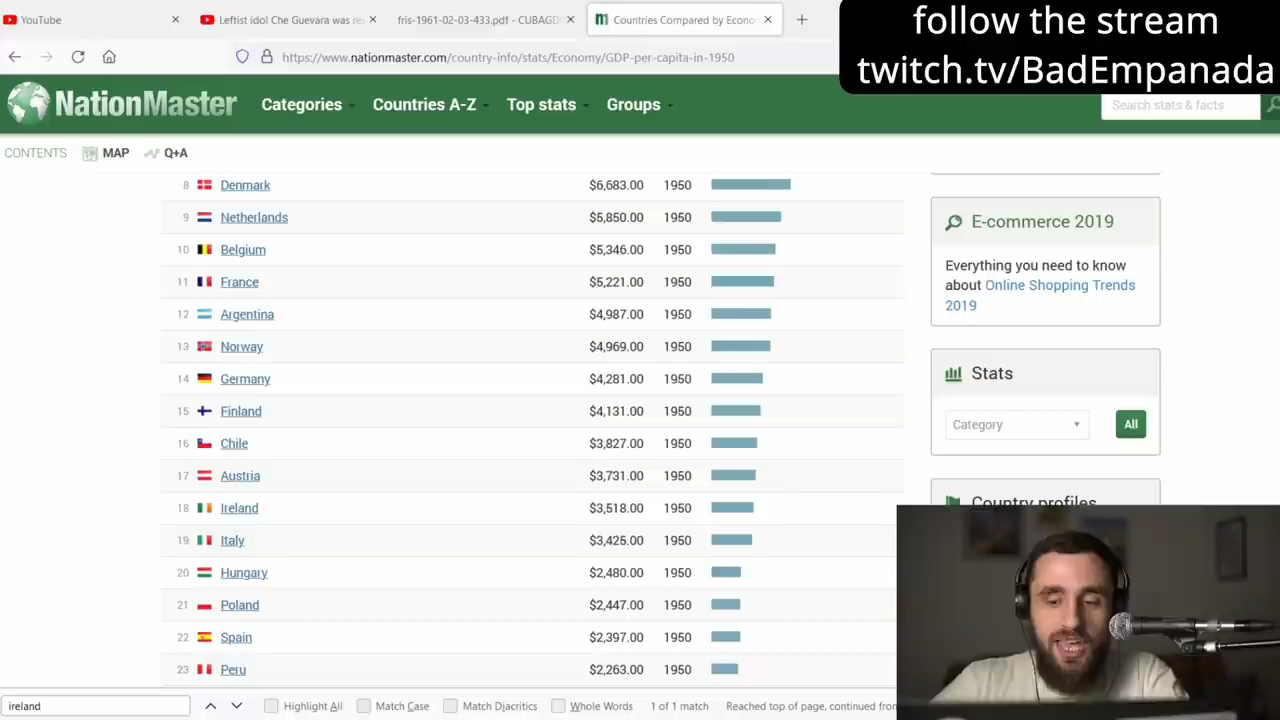 YouTube
Leftist idol Che Guevara was re
fris-1961-02-03-433.pdf - CUBAGD
Countries Compared by Econo
follow the stream
twitch.tv/BadEmpanada
https://www.nationmaster.com/country-info/stats/Economy/GDP-per-capita-in-1950
NationMaster
Categories
Countries A-Z
Top stats
Groups
Search stats & facts
CONTENTS
MAP
Q+A
8 Denmark $6,683.00 1950
9 Netherlands $5,850.00 1950
10 Belgium $5,346.00 1950
11 France $5,221.00 1950
12 Argentina $4,987.00 1950
13 Norway $4,969.00 1950
14 Germany $4,281.00 1950
15 Finland $4,131.00 1950
16 Chile $3,827.00 1950
17 Austria $3,731.00 1950
18 Ireland $3,518.00 1950
19 Italy $3,425.00 1950
20 Hungary $2,480.00 1950
21 Poland $2,447.00 1950
22 Spain $2,397.00 1950
23 Peru $2,263.00 1950
E-commerce 2019
Everything you need to know
about Online Shopping Trends
2019
Stats
Category
All
Country profiles
ireland
Highlight All
Match Case
Match Diacritics
Whole Words
1 of 1 match
Reached top of page, continued from